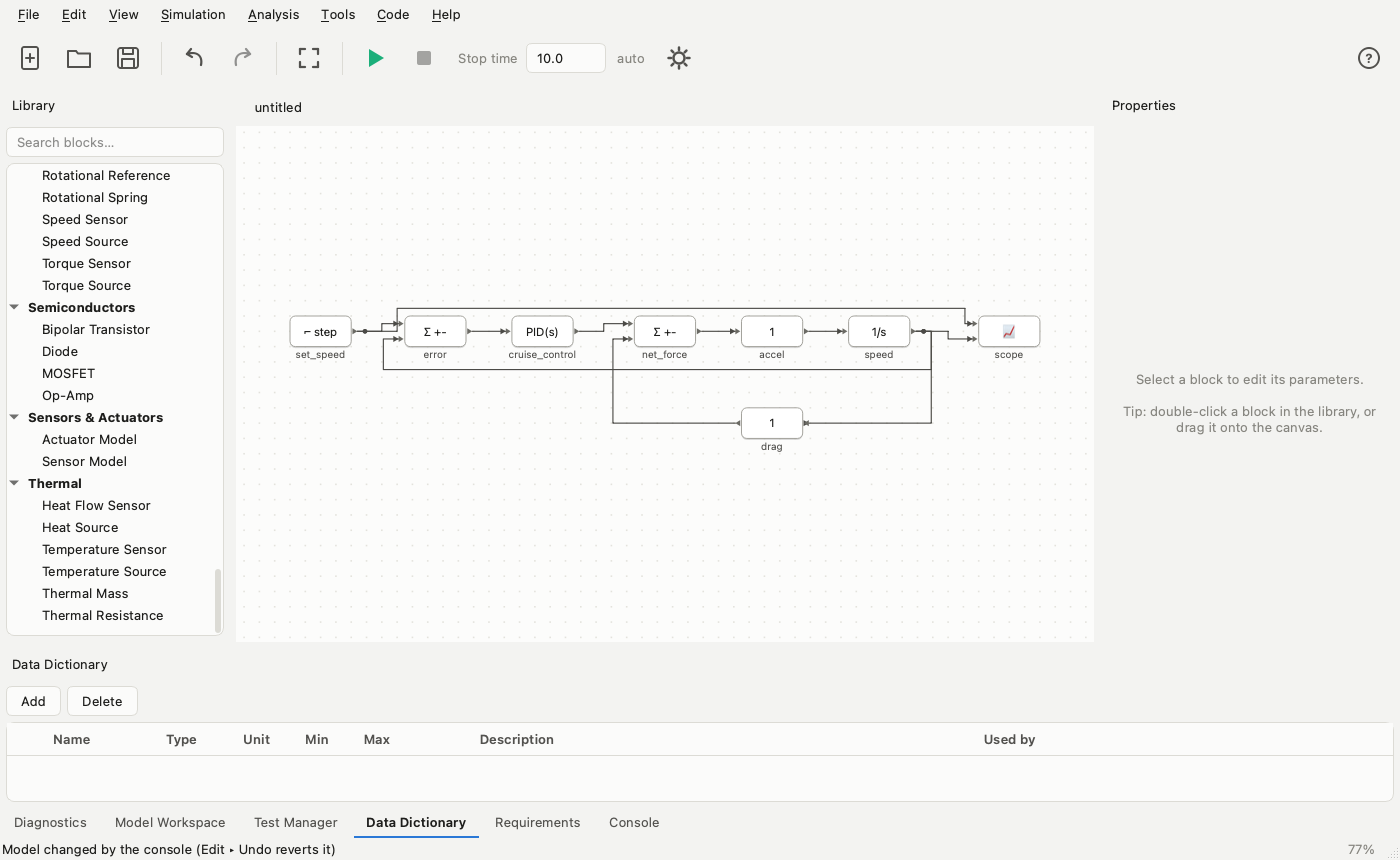 File Edit View Simulation Analysis Tools Code Help
Stop time 10.0 auto
Library
untitled
Properties
Search blocks...
Rotational Reference
Rotational Spring
Speed Sensor
Speed Source
Torque Sensor
Torque Source
Semiconductors
Bipolar Transistor
Diode
MOSFET
Op-Amp
Sensors & Actuators
Actuator Model
Sensor Model
Thermal
Heat Flow Sensor
Heat Source
Temperature Sensor
Temperature Source
Thermal Mass
Thermal Resistance
⌐ step Σ +- PID(s) Σ +- 1 1/s
set_speed error cruise_control net_force accel speed scope
1
drag
Select a block to edit its parameters.
Tip: double-click a block in the library, or
drag it onto the canvas.
Data Dictionary
Add Delete
Name Type Unit Min Max Description Used by
Diagnostics Model Workspace Test Manager Data Dictionary Requirements Console
Model changed by the console (Edit ▸ Undo reverts it) 77%